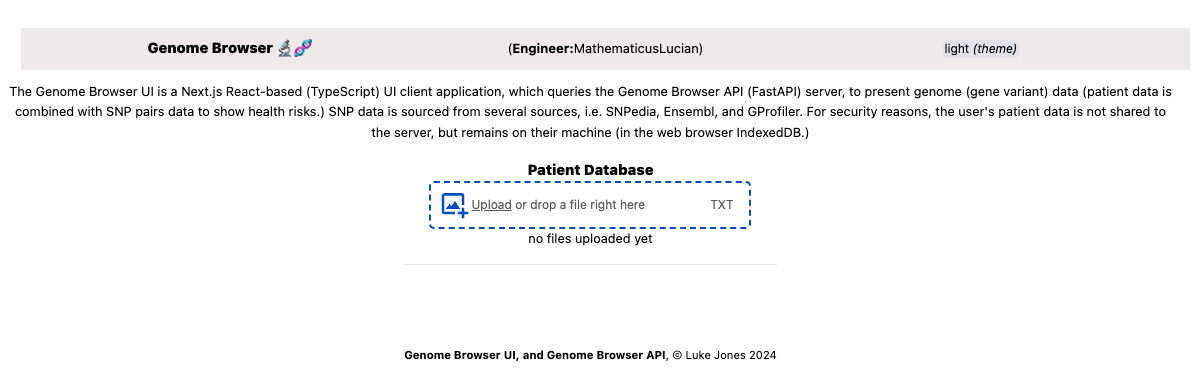 Genome Browser 🔬🧬 (Engineer:MathematicusLucian) light (theme)
The Genome Browser UI is a Next.js React-based (TypeScript) UI client application, which queries the Genome Browser API (FastAPI) server, to present genome (gene variant) data (patient data is
combined with SNP pairs data to show health risks.) SNP data is sourced from several sources, i.e. SNPedia, Ensembl, and GProfiler. For security reasons, the user's patient data is not shared to
the server, but remains on their machine (in the web browser IndexedDB.)
Patient Database
Upload or drop a file right here TXT
no files uploaded yet
Genome Browser UI, and Genome Browser API, © Luke Jones 2024